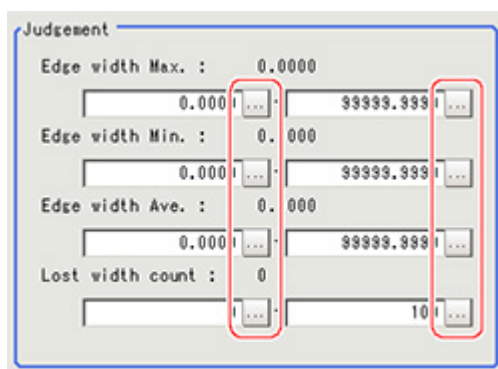 Judgement
Edge width Max. : 0.0000
0.000 ... 99999.999 ...
Edge width Min. : 0. 000
0.000 ... 99999.999 ...
Edge width Ave. : 0. 000
0.000 ... 99999.999 ...
Lost width count : 0
... 10 ...